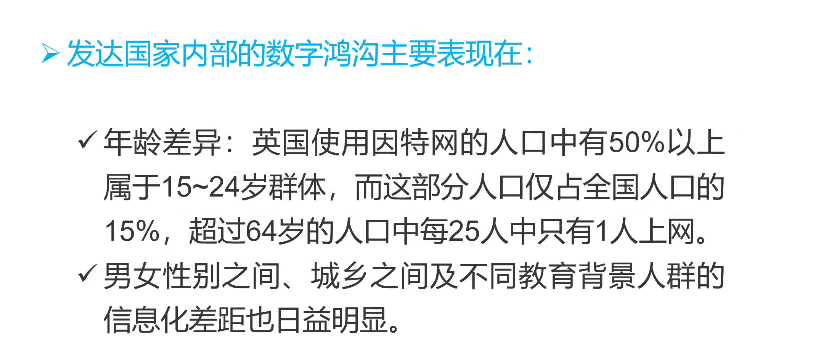 ➢ 发达国家内部的数字鸿沟主要表现在：
✓ 年龄差异：英国使用因特网的人口中有50%以上
属于15~24岁群体，而这部分人口仅占全国人口的
15%，超过64岁的人口中每25人中只有1人上网。
✓ 男女性别之间、城乡之间及不同教育背景人群的
信息化差距也日益明显。